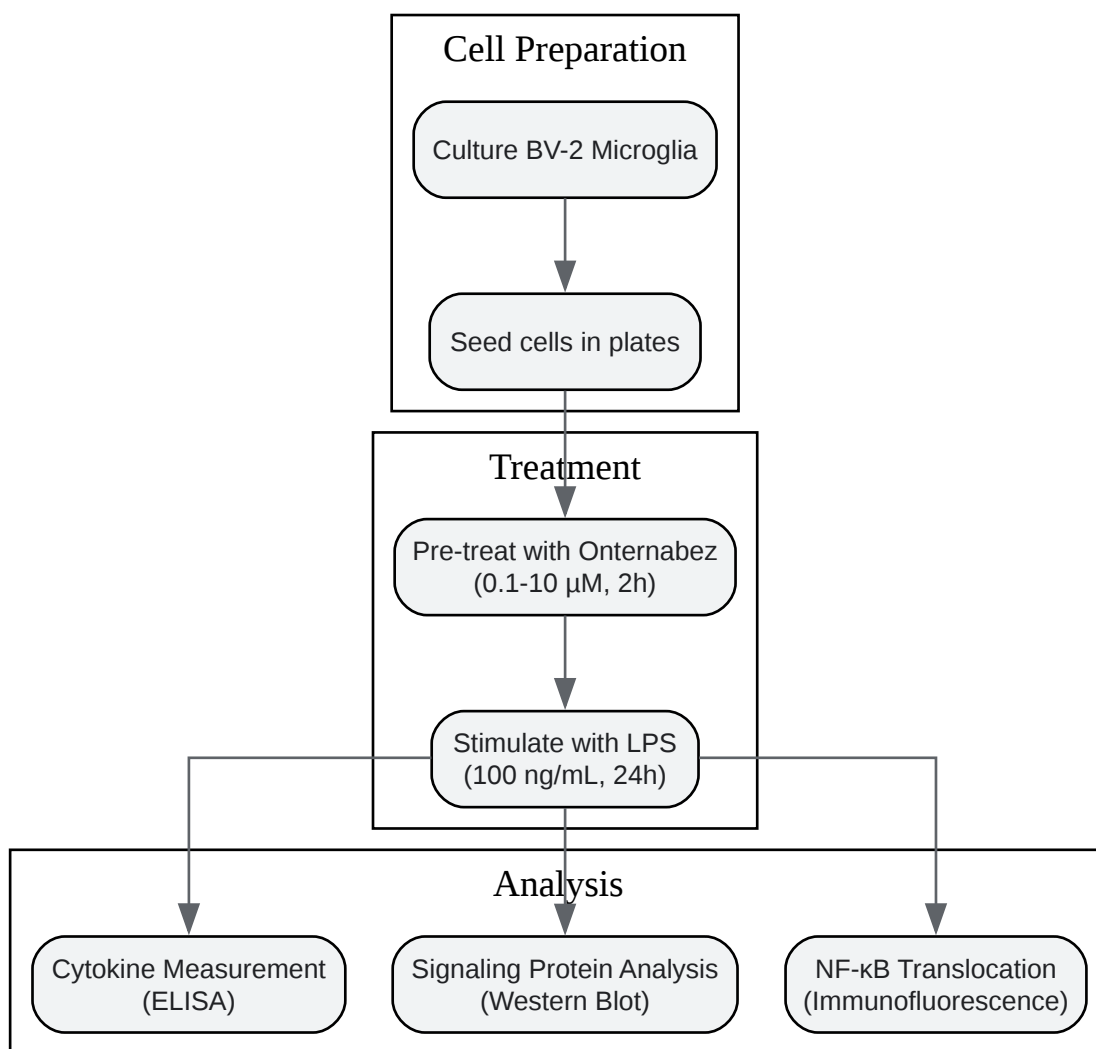 Cell Preparation
Culture BV-2 Microglia
Seed cells in plates
Treatment
Pre-treat with Onternabez
(0.1-10 µM, 2h)
Stimulate with LPS
(100 ng/mL, 24h)
Analysis
Cytokine Measurement
(ELISA)
Signaling Protein Analysis
(Western Blot)
NF-κB Translocation
(Immunofluorescence)